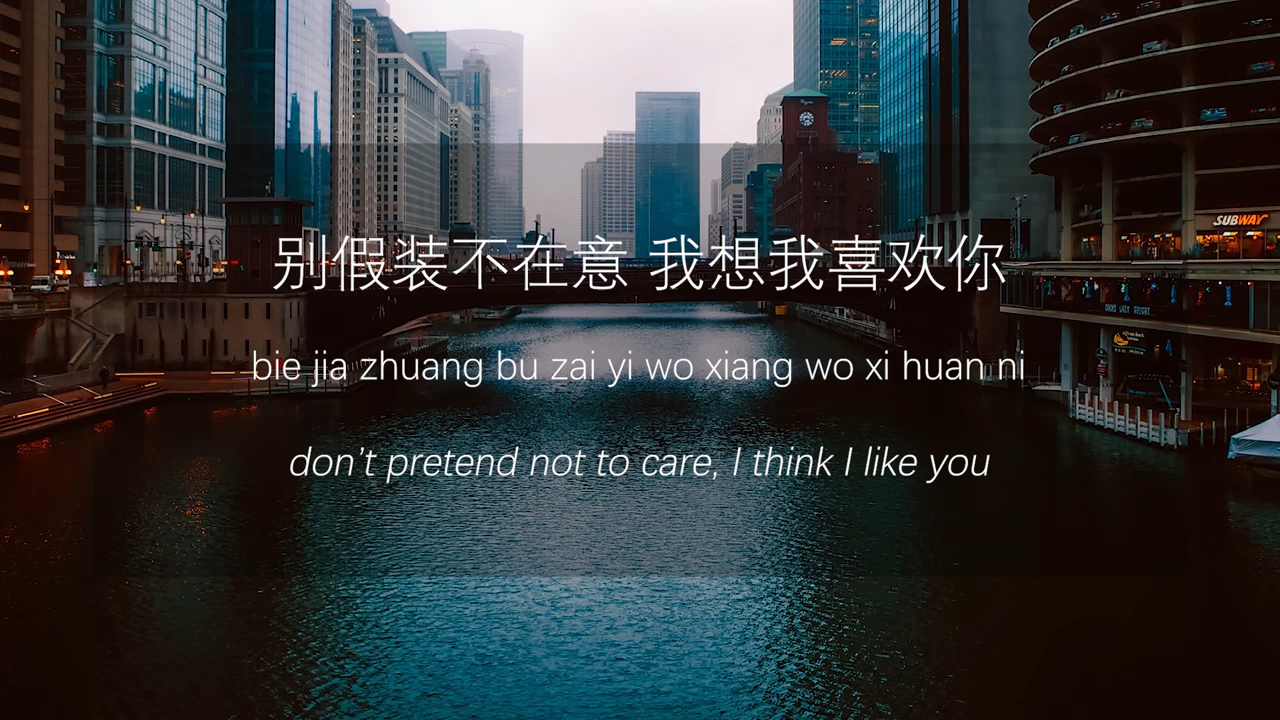 SUBWAY
别假装不在意 我想我喜欢你
bie jia zhuang bu zai yi wo xiang wo xi huan ni
don't pretend not to care, I think I like you